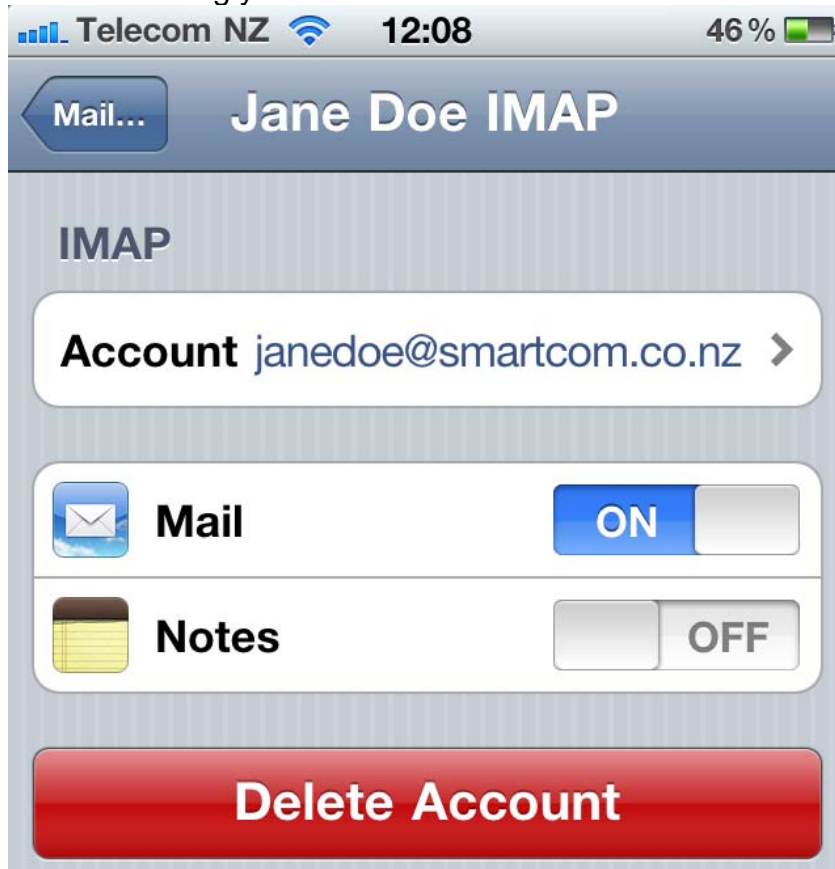 Telecom NZ 12:08 46%
Mail... Jane Doe IMAP
IMAP
Account janedoe@smartcom.co.nz
Mail ON
Notes OFF
Delete Account